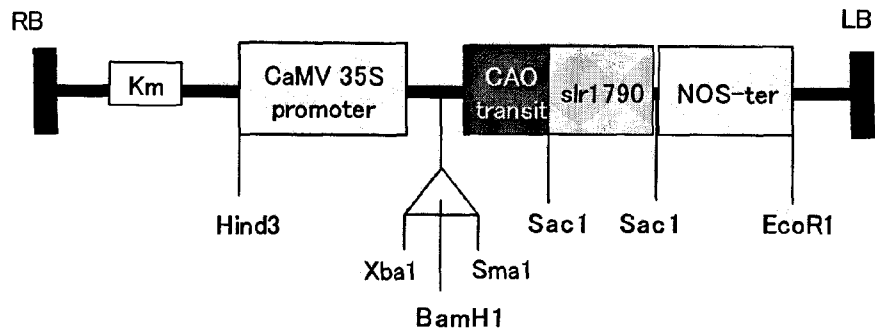 RB
LB
Km
CaMV 35S
promoter
CAO
transit
slr1790
NOS-ter
Hind3
Sac1
Sac1
EcoR1
Xba1
Sma1
BamH1